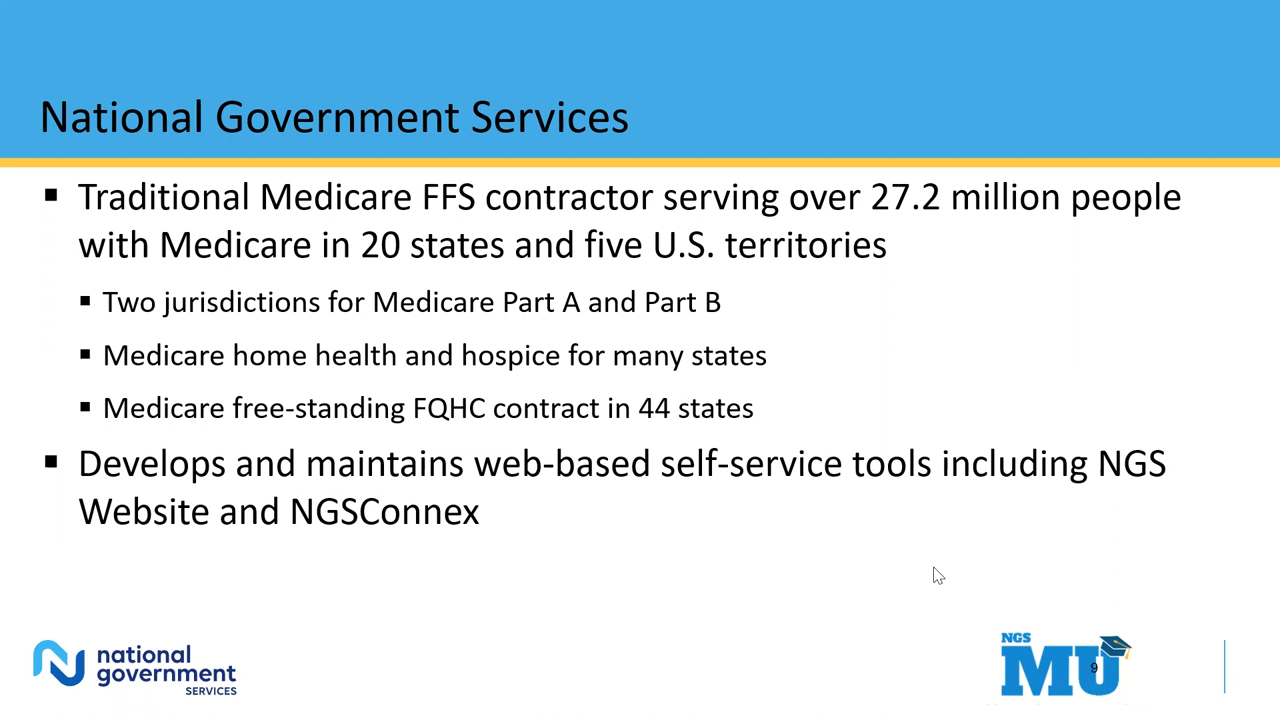 National Government Services
▪ Traditional Medicare FFS contractor serving over 27.2 million people
with Medicare in 20 states and five U.S. territories
▪ Two jurisdictions for Medicare Part A and Part B
▪ Medicare home health and hospice for many states
▪ Medicare free-standing FQHC contract in 44 states
▪ Develops and maintains web-based self-service tools including NGS
Website and NGSConnex
national
government
SERVICES
NGS
MU
9